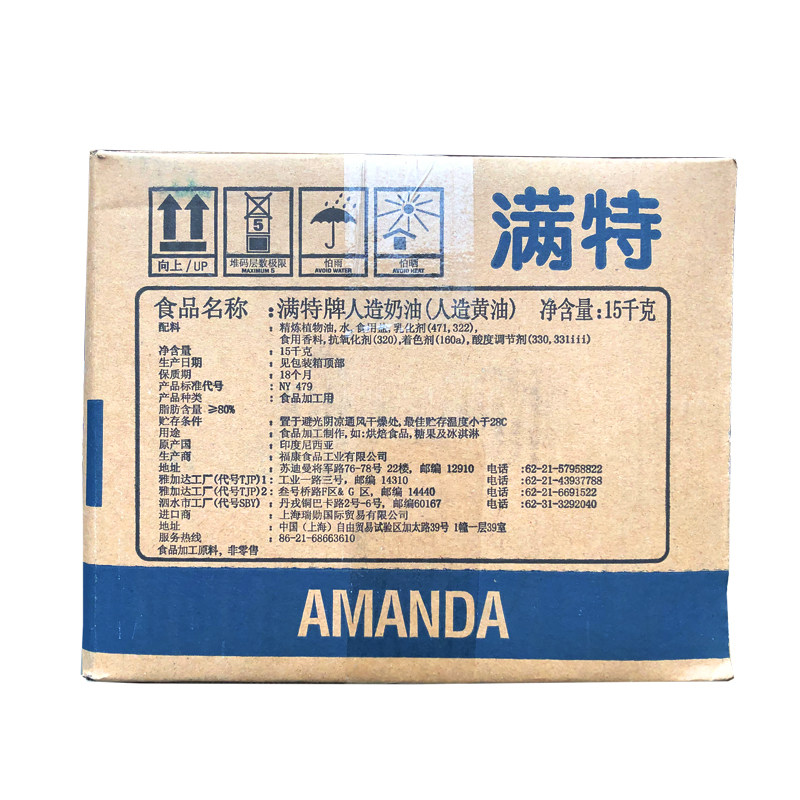 满特
向上/UP
堆码层数极限
MAXIMUM 5
5
怕雨
AVOID WATER
怕晒
AVOID HEAT
食品名称 :满特牌人造奶油(人造黄油) 净含量:15千克
配料 : 精炼植物油,水,食用盐,乳化剂(471,322),
食用香料,抗氧化剂(320),着色剂(160a),酸度调节剂(330,331iii)
净含量 : 15千克
生产日期 : 见包装箱顶部
保质期 : 18个月
产品标准代号 : NY 479
产品种类 : 食品加工用
脂肪含量 ≥80%
贮存条件 : 置于避光阴凉通风干燥处,最佳贮存温度小于28C
用途 : 食品加工制作,如:烘焙食品,糖果及冰淇淋
原产国 : 印度尼西亚
生产商 : 福康食品工业有限公司
地址 : 苏迪曼将军路76-78号 22楼, 邮编 12910 电话 :62-21-57958822
雅加达工厂(代号TJP)1 : 工业一路三号, 邮编 14310 电话 :62-21-43937788
雅加达工厂(代号TJP)2 : 叁号桥路F区& G 区, 邮编 14440 电话 :62-21-6691522
泗水市工厂(代号SBY) : 丹戎铜巴卡路2号-6号, 邮编60167 电话 :62-31-3292040
进口商 : 上海瑞勋国际贸易有限公司
地址 : 中国 (上海) 自由贸易试验区加太路39号 1幢一层39室
服务热线 : 86-21-68663610
食品加工原料, 非零售
AMANDA